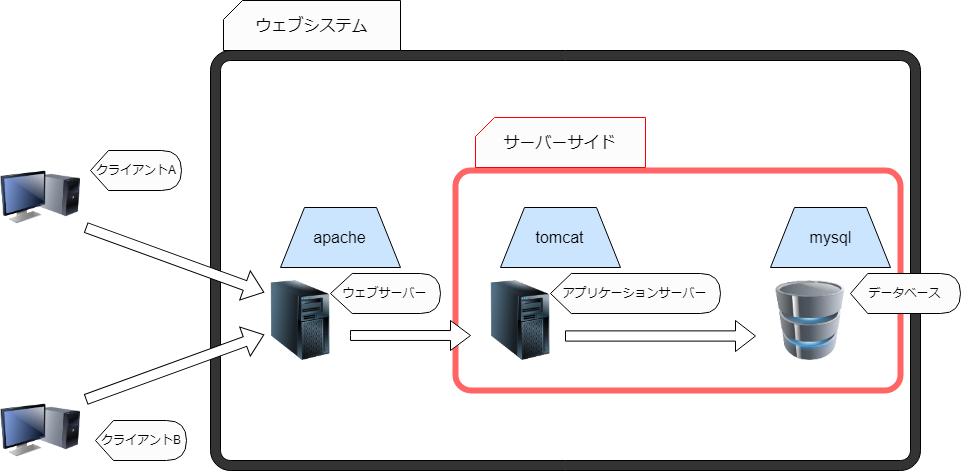 ウェブシステム
サーバーサイド
クライアントA
apache
tomcat
mysql
ウェブサーバー
アプリケーションサーバー
データベース
クライアントB